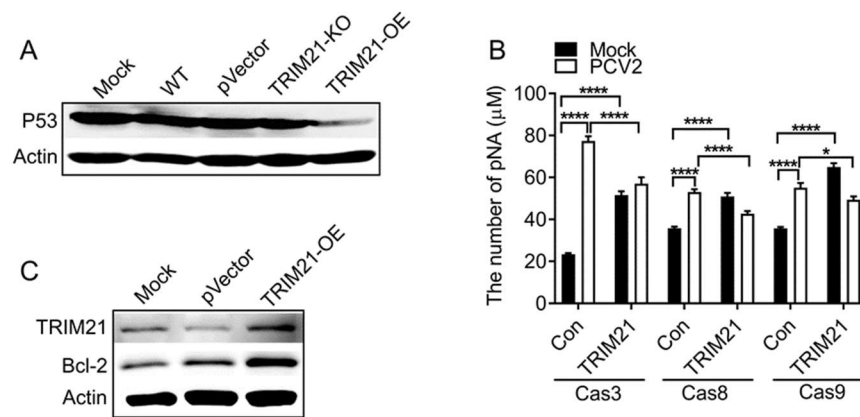 A
Mock
WT
pVector
TRIM21-KO
TRIM21-OE
P53
Actin
C
Mock
pVector
TRIM21-OE
TRIM21
Bcl-2
Actin
B
Mock
PCV2
The number of pNA (μM)
100
80
60
40
20
0
**** **** ****
**** **** ****
**** **** *
Con TRIM21 Con TRIM21 Con TRIM21
Cas3 Cas8 Cas9